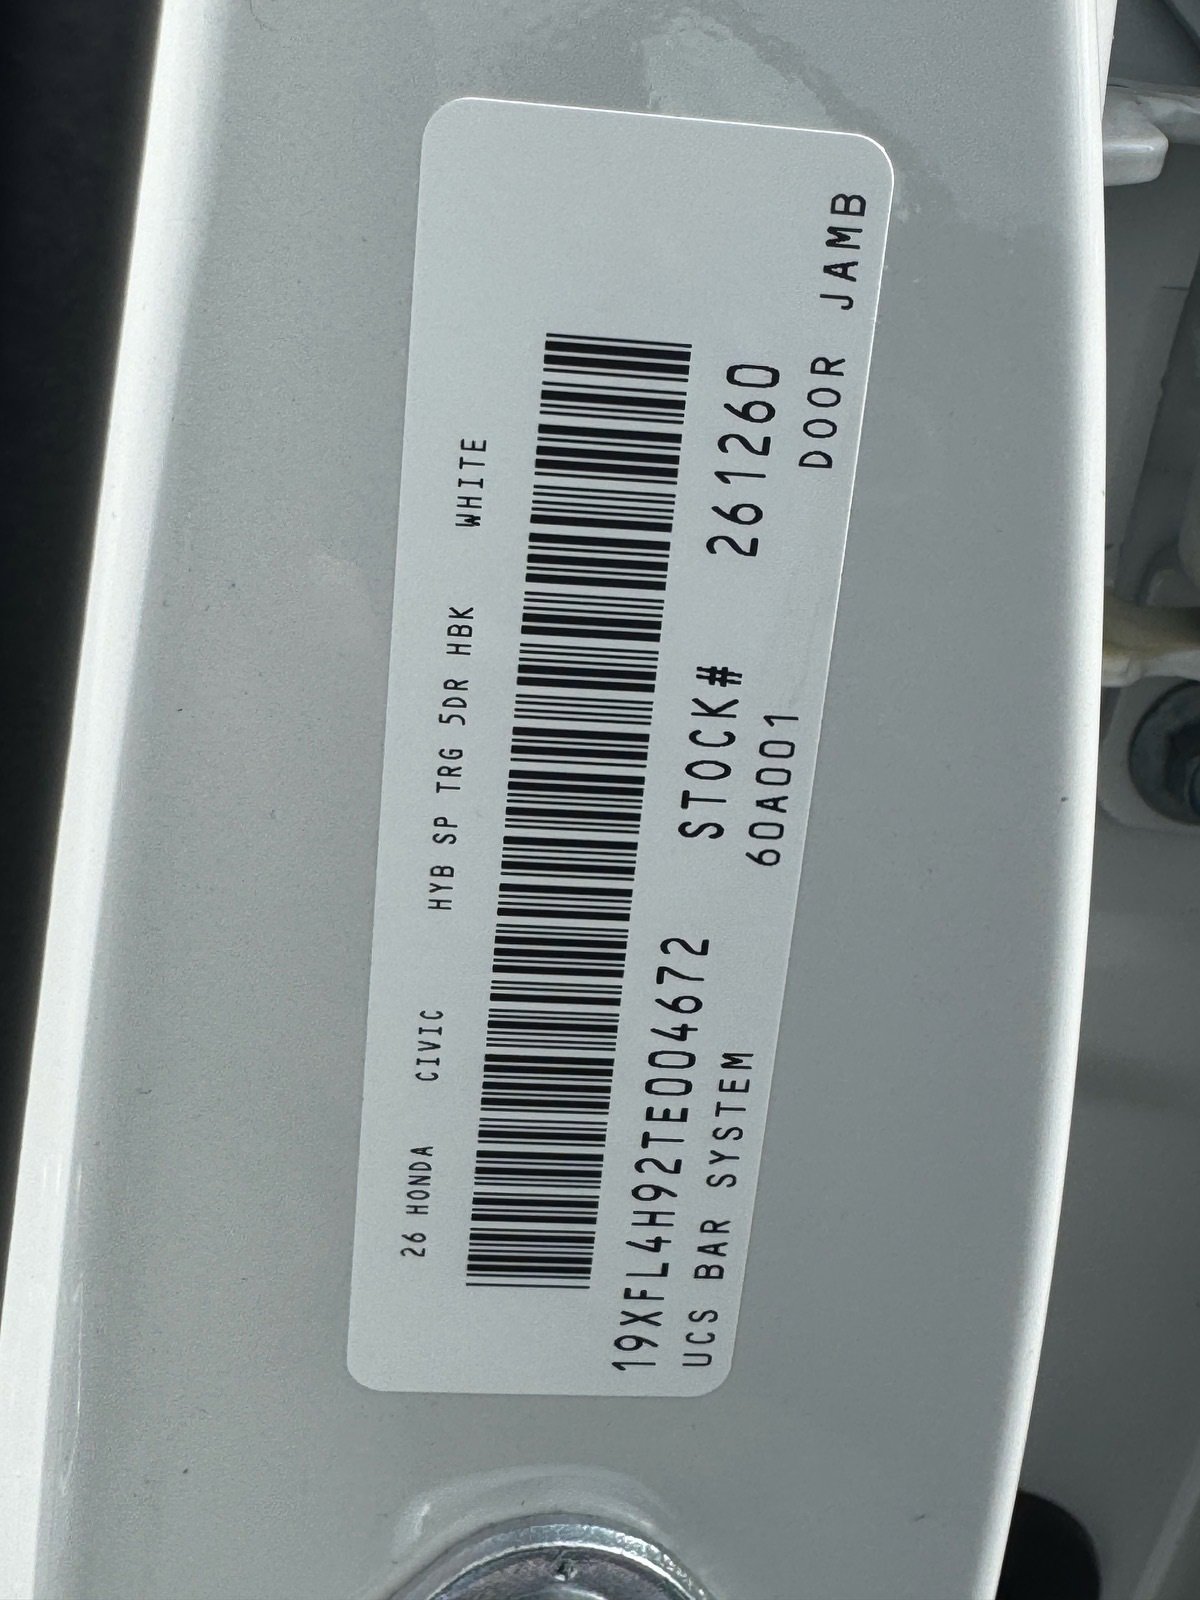 26 HONDA CIVIC HYB SP TRG 5DR HBK WHITE
19XFL4H92TE004672 STOCK# 261260
UCS BAR SYSTEM 60A001 DOOR JAMB